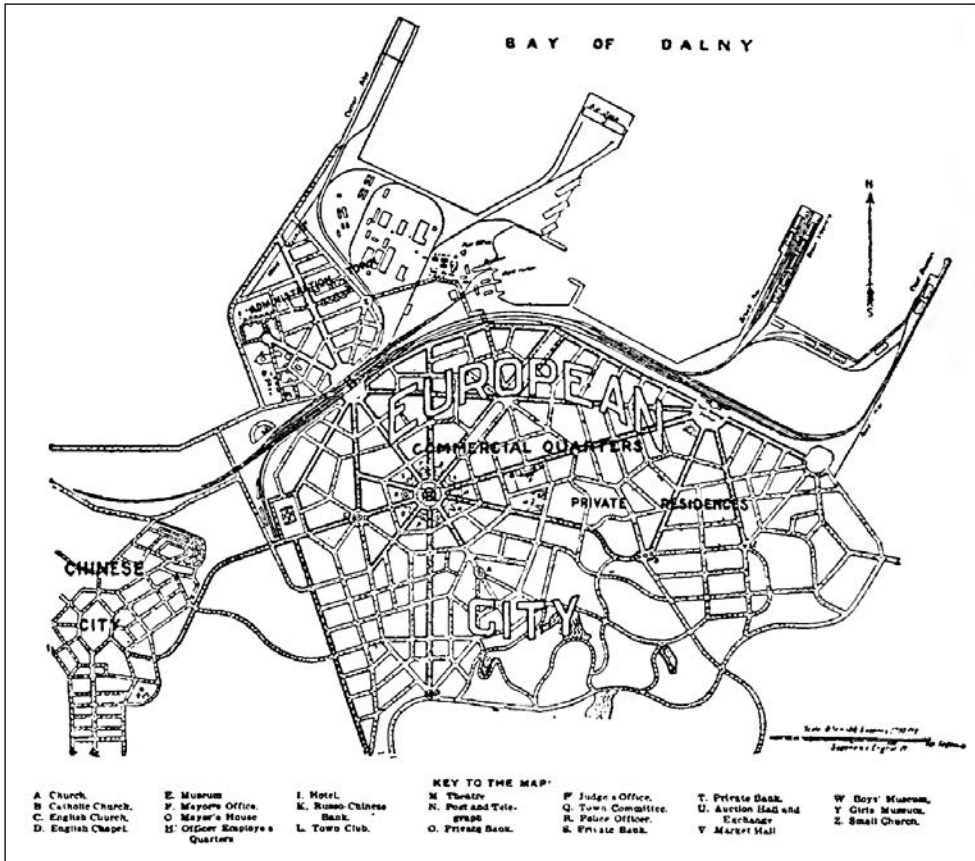 BAY OF DALNY
N
S
ADMINISTRATION
EUROPEAN
COMMERCIAL QUARTERS
PRIVATE RESIDENCES
CHINESE
CITY
CITY
KEY TO THE MAP
A Church.
B Catholic Church.
C. English Church.
D. English Chapel.
E. Museum
F. Mayor's Office.
O Mayor's House
H. Officer Employe s
Quarters
I. Hotel.
K. Russo-Chinese
Bank.
L. Town Club.
M Theatre
N. Post and Tele-
graph
O. Private Bank.
P Judge s Office.
Q. Town Committee.
R. Police Officer.
S. Private Bank.
T. Private Bank.
U. Auction Hall and
Exchange
V Market Hall
W Boys' Museum.
Y Girls Museum.
Z. Small Church.